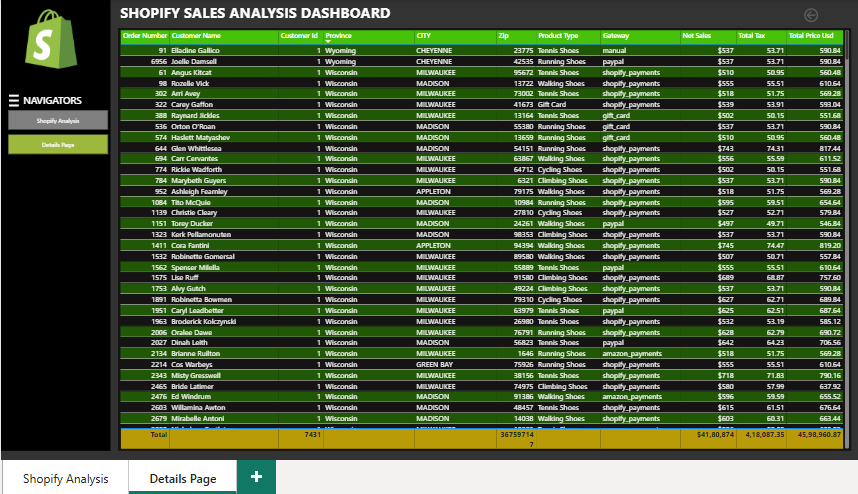 SHOPIFY SALES ANALYSIS DASHBOARD
NAVIGATORS
Shopify Analysis
Details Page
Order Number Customer Name Customer Id Province CITY Zip Product Type Gateway Net Sales Total Tax Total Price Usd
91 Elladine Gallico 1 Wyoming CHEYENNE 23775 Tennis Shoes manual $537 53.71 590.84
6956 Joelle Damsell 1 Wyoming CHEYENNE 42535 Running Shoes paypal $537 53.71 590.84
61 Angus Kitcat 1 Wisconsin MILWAUKEE 95672 Tennis Shoes shopify_payments $510 50.95 560.48
98 Rozelle Vick 1 Wisconsin MADISON 13722 Walking Shoes shopify_payments $555 55.51 610.64
302 Arri Avey 1 Wisconsin MILWAUKEE 73002 Tennis Shoes shopify_payments $518 51.75 569.28
322 Carey Gaffon 1 Wisconsin MILWAUKEE 41673 Gift Card shopify_payments $539 53.91 593.04
388 Raynard Jickles 1 Wisconsin MILWAUKEE 13164 Tennis Shoes gift_card $502 50.15 551.68
536 Orton O'Roan 1 Wisconsin MADISON 55380 Running Shoes gift_card $537 53.71 590.84
574 Haslett Matyashev 1 Wisconsin MADISON 13659 Running Shoes gift_card $510 50.95 560.48
644 Glen Whittlesea 1 Wisconsin MADISON 54151 Running Shoes shopify_payments $743 74.31 817.44
694 Carr Cervantes 1 Wisconsin MILWAUKEE 63867 Walking Shoes shopify_payments $556 55.59 611.52
774 Rickie Wadforth 1 Wisconsin MILWAUKEE 64712 Cycling Shoes shopify_payments $502 50.15 551.68
784 Marybeth Guyers 1 Wisconsin MILWAUKEE 6321 Climbing Shoes shopify_payments $537 53.71 590.84
952 Ashleigh Fearnley 1 Wisconsin APPLETON 79175 Walking Shoes shopify_payments $518 51.75 569.28
1084 Tito McQuie 1 Wisconsin MADISON 10984 Running Shoes shopify_payments $595 59.51 654.64
1139 Christie Cleary 1 Wisconsin MILWAUKEE 27810 Cycling Shoes shopify_payments $527 52.71 579.84
1151 Torey Ducker 1 Wisconsin MADISON 24261 Walking Shoes paypal $497 49.71 546.84
1323 Kerk Pellamonuten 1 Wisconsin MADISON 98353 Climbing Shoes shopify_payments $537 53.71 590.84
1411 Cora Fantini 1 Wisconsin APPLETON 94394 Walking Shoes shopify_payments $745 74.47 819.20
1532 Robinette Gomersal 1 Wisconsin MILWAUKEE 89580 Walking Shoes shopify_payments $507 50.71 557.84
1562 Spenser Milella 1 Wisconsin MILWAUKEE 55889 Tennis Shoes paypal $555 55.51 610.64
1575 Lise Ruff 1 Wisconsin MILWAUKEE 91580 Climbing Shoes shopify_payments $689 68.87 757.60
1753 Alvy Gutch 1 Wisconsin MILWAUKEE 49224 Climbing Shoes shopify_payments $537 53.71 590.84
1891 Robinetta Bowmen 1 Wisconsin MILWAUKEE 79310 Cycling Shoes shopify_payments $627 62.71 689.84
1951 Caryl Leadbetter 1 Wisconsin MILWAUKEE 63979 Tennis Shoes paypal $625 62.51 687.64
1963 Broderick Kolczynski 1 Wisconsin MILWAUKEE 26980 Tennis Shoes shopify_payments $532 53.19 585.12
2006 Oralee Dawe 1 Wisconsin MILWAUKEE 76791 Running Shoes shopify_payments $628 62.79 690.72
2027 Dinah Leith 1 Wisconsin MADISON 56823 Tennis Shoes paypal $642 64.23 706.56
2134 Brianne Ruilton 1 Wisconsin MILWAUKEE 1646 Running Shoes amazon_payments $518 51.75 569.28
2214 Cos Warbeys 1 Wisconsin GREEN BAY 75926 Running Shoes shopify_payments $555 55.51 610.64
2343 Misty Gresswell 1 Wisconsin MILWAUKEE 38156 Tennis Shoes shopify_payments $718 71.83 790.16
2465 Bride Latimer 1 Wisconsin MILWAUKEE 74975 Climbing Shoes shopify_payments $580 57.99 637.92
2476 Ed Windrum 1 Wisconsin MADISON 91386 Walking Shoes amazon_payments $596 59.59 655.52
2603 Willamina Awton 1 Wisconsin MADISON 48457 Tennis Shoes shopify_payments $615 61.51 676.64
2679 Mirabelle Antoni 1 Wisconsin MADISON 14038 Walking Shoes shopify_payments $603 60.31 663.44
Total 7431 36759714 $41,80,874 4,18,087.35 45,98,960.87
7
Shopify Analysis Details Page +